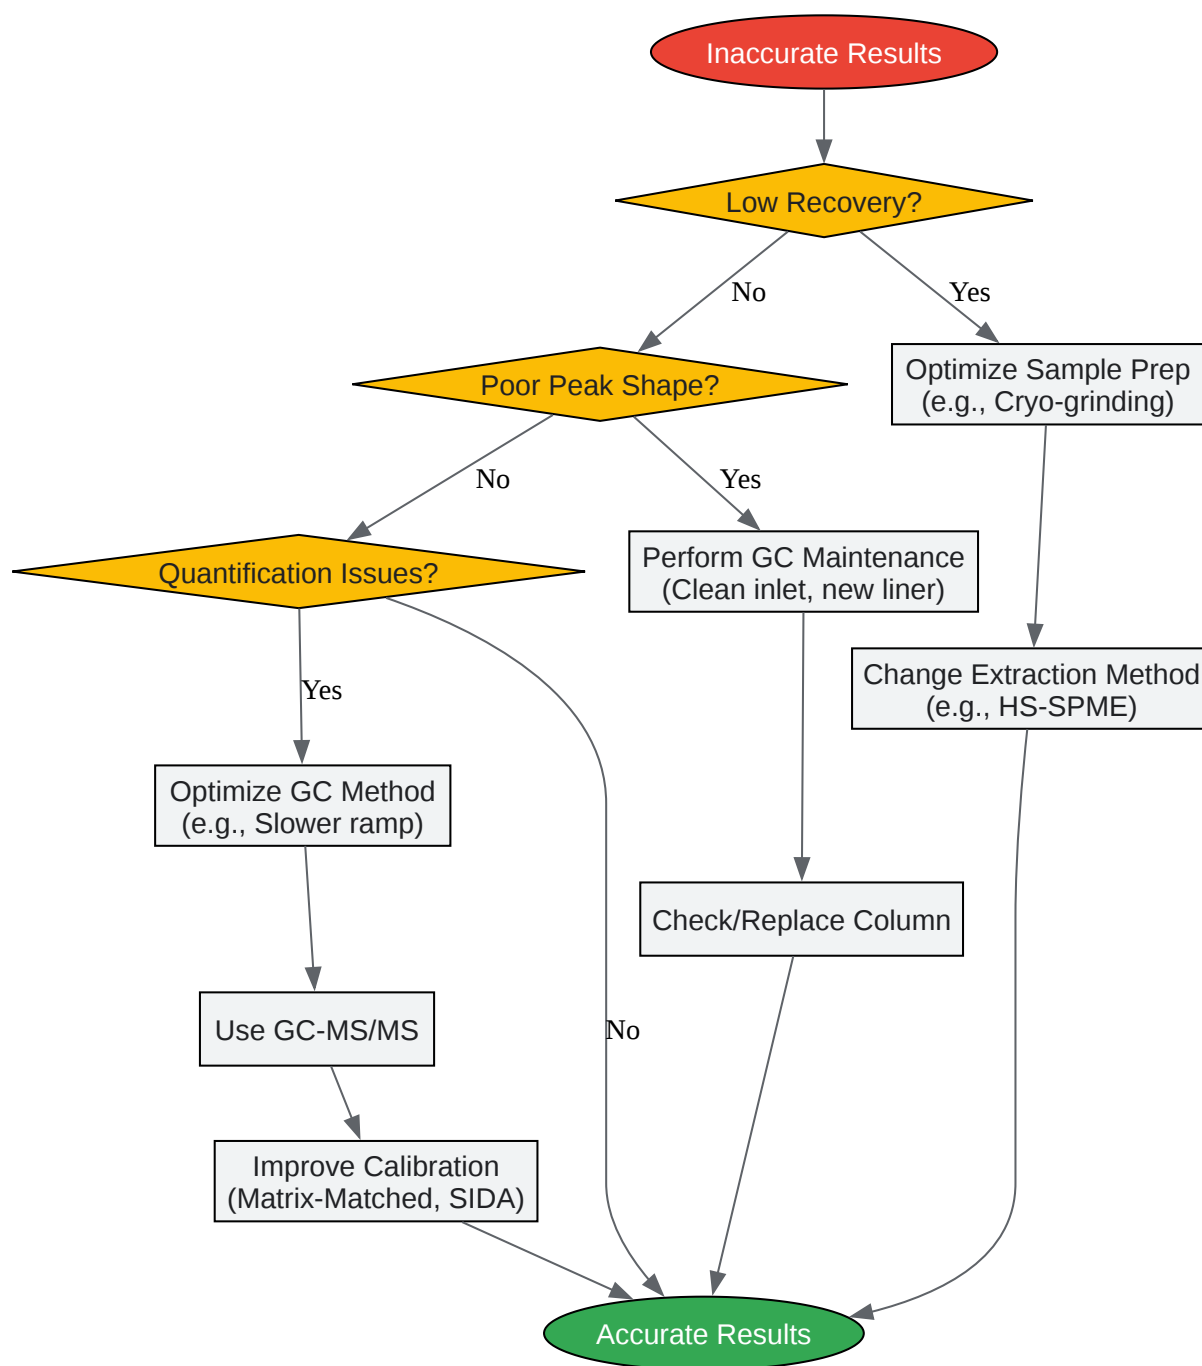 Inaccurate Results
Low Recovery?
No
Yes
Poor Peak Shape?
Optimize Sample Prep
(e.g., Cryo-grinding)
No
Yes
Quantification Issues?
Perform GC Maintenance
(Clean inlet, new liner)
Change Extraction Method
(e.g., HS-SPME)
Yes
Optimize GC Method
(e.g., Slower ramp)
Check/Replace Column
Use GC-MS/MS
No
Improve Calibration
(Matrix-Matched, SIDA)
Accurate Results